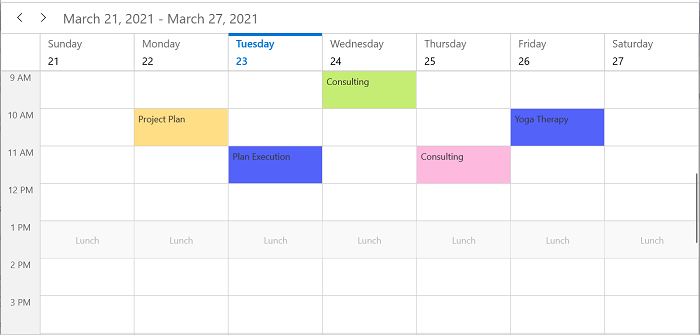 March 21, 2021 - March 27, 2021
Sunday Monday Tuesday Wednesday Thursday Friday Saturday
21 22 23 24 25 26 27
9 AM
Consulting
10 AM
Project Plan Yoga Therapy
11 AM
Plan Execution Consulting
12 PM
1 PM
Lunch Lunch Lunch Lunch Lunch Lunch Lunch
2 PM
3 PM